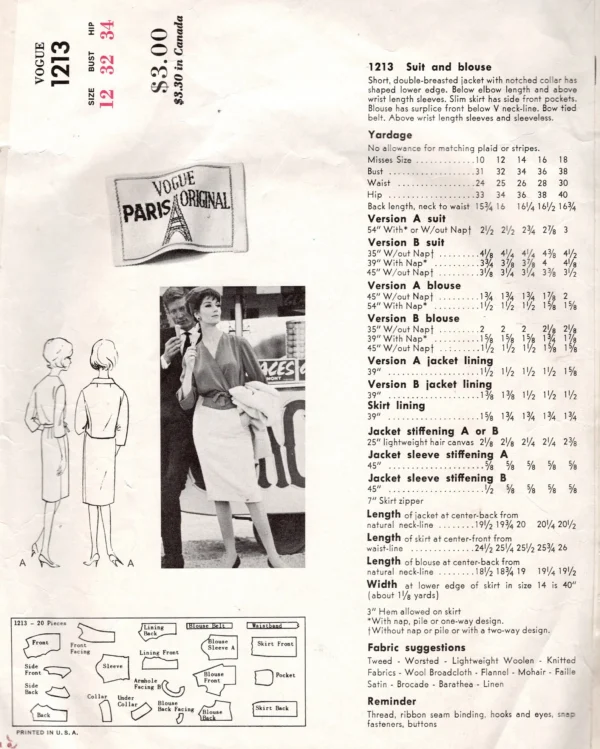 VOGUE
1213
SIZE BUST HIP
12 32 34
$3.00
$3.30 in Canada
VOGUE
PARIS ORIGINAL
1213 Suit and blouse
Short, double-breasted jacket with notched collar has
shaped lower edge. Below elbow length and above
wrist length sleeves. Slim skirt has side front pockets.
Blouse has surplice front below V neck-line. Bow tied
belt. Above wrist length sleeves and sleeveless.
Yardage
No allowance for matching plaid or stripes.
Misses Size .............10 12 14 16 18
Bust ....................31 32 34 36 38
Waist ...................24 25 26 28 30
Hip .....................33 34 36 38 40
Back length, neck to waist 15¾ 16 16¼ 16½ 16¾
Version A suit
54" With* or W/out Nap† 2½ 2½ 2¾ 2⅞ 3
Version B suit
35" W/out Nap† ..........4⅛ 4¼ 4¼ 4⅜ 4½
39" With Nap* ...........3¾ 3⅞ 3⅞ 4 4⅛
45" W/out Nap† ..........3⅛ 3¼ 3¼ 3⅜ 3½
Version A blouse
45" W/out Nap† ..........1¾ 1¾ 1¾ 1⅞ 2
54" With Nap* ...........1½ 1½ 1½ 1⅝ 1⅝
Version B blouse
35" W/out Nap† ..........2 2 2 2⅛ 2⅛
39" With Nap* ...........1⅝ 1⅝ 1⅝ 1¾ 1⅞
45" W/out Nap† ..........1½ 1½ 1½ 1⅝ 1⅝
Version A jacket lining
39" .....................1½ 1½ 1½ 1½ 1⅝
Version B jacket lining
39" .....................1⅜ 1⅜ 1½ 1½ 1½
Skirt lining
39" .....................1⅝ 1¾ 1¾ 1¾ 1¾
Jacket stiffening A or B
25" lightweight hair canvas 2⅛ 2⅛ 2¼ 2¼ 2⅜
Jacket sleeve stiffening A
45" .....................⅝ ⅝ ⅝ ⅝ ⅝
Jacket sleeve stiffening B
45" .....................½ ⅝ ⅝ ⅝ ⅝
7" Skirt zipper
Length of jacket at center-back from
natural neck-line ........19½ 19¾ 20 20¼ 20½
Length of skirt at center-front from
waist-line ...............24½ 25¼ 25½ 25¾ 26
Length of blouse at center-back from
natural neck-line ........18½ 18¾ 19 19¼ 19½
Width at lower edge of skirt in size 14 is 40"
(about 1⅛ yards)
3" Hem allowed on skirt
*With nap, pile or one-way design.
†Without nap or pile or with a two-way design.
Fabric suggestions
Tweed - Worsted - Lightweight Woolen - Knitted
Fabrics - Wool Broadcloth - Flannel - Mohair - Faille
Satin - Brocade - Barathea - Linen
Reminder
Thread, ribbon seam binding, hooks and eyes, snap
fasteners, buttons
A A
1213 - 20 Pieces
Front
Front Facing
Lining Back
Blouse Belt
Waistband
Blouse Sleeve A
Skirt Front
Side Front
Sleeve
Lining Front
Armhole Facing B
Blouse Front
Pocket
Side Back
Back
Collar
Under Collar
Blouse Back Facing
Blouse Back
Skirt Back
PRINTED IN U.S.A.